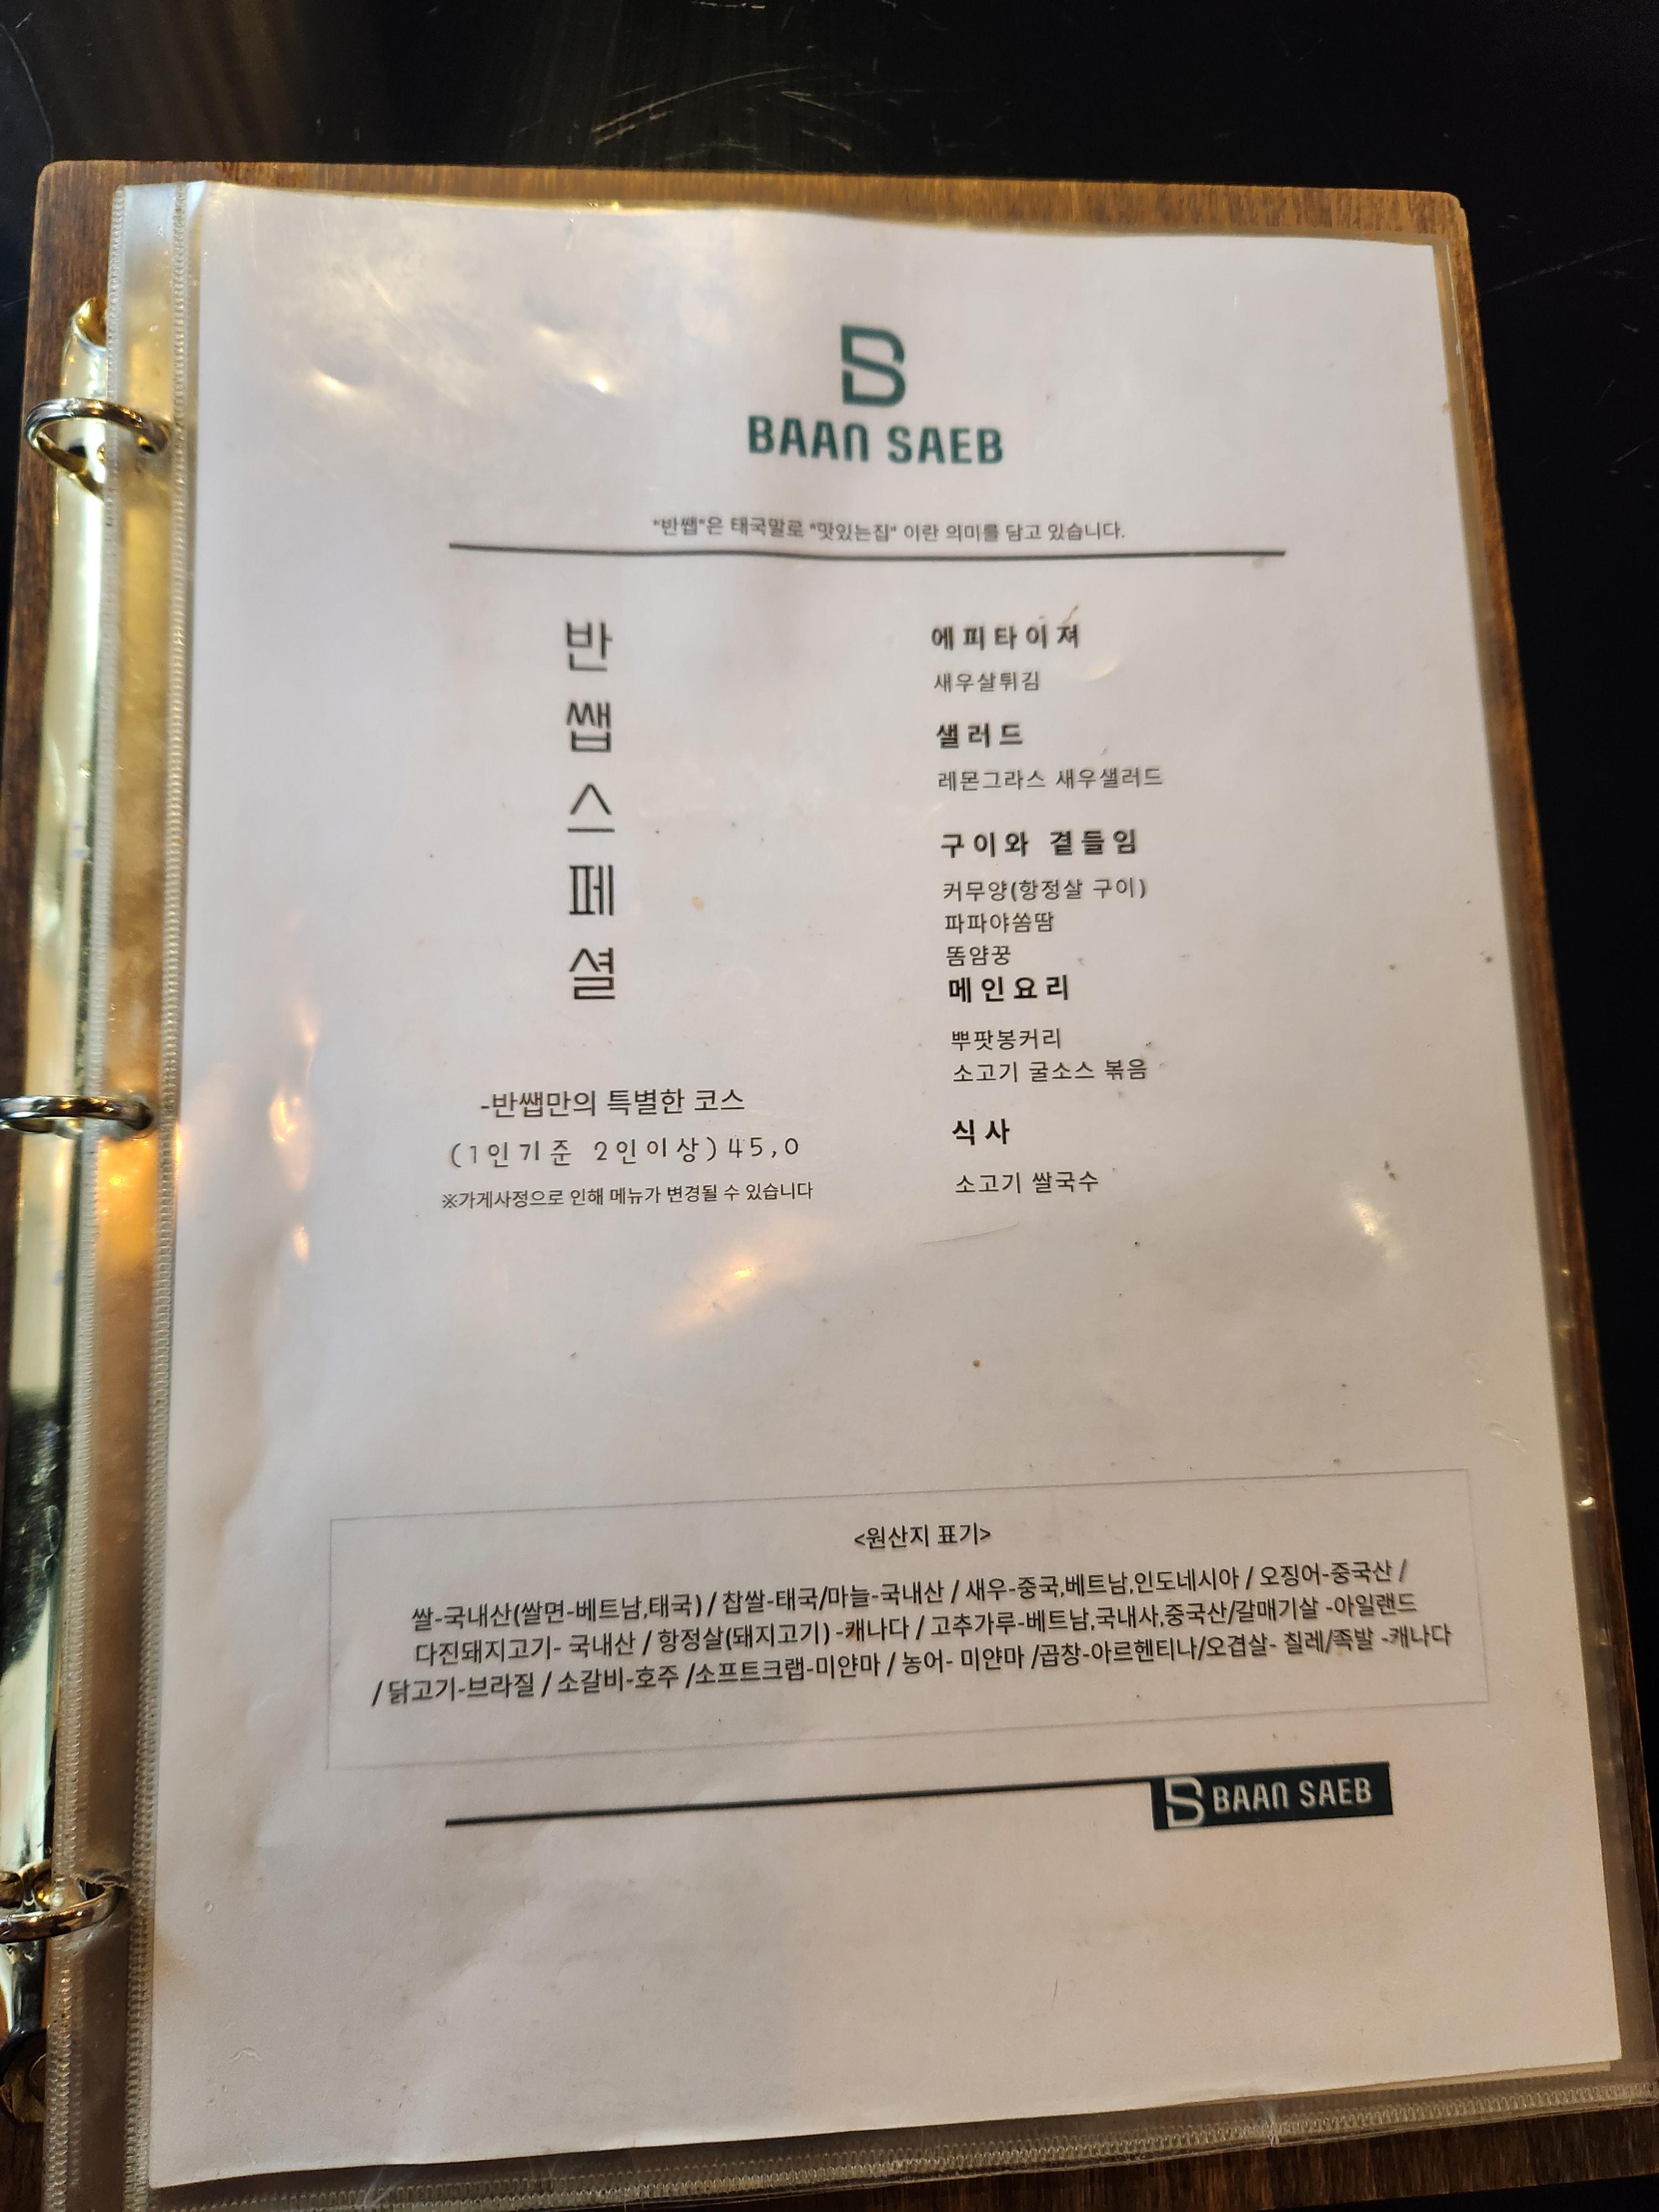 BAAN SAEB
"반쌥"은 태국말로 "맛있는집" 이란 의미를 담고 있습니다.
반
쌥
스
페
셜
-반쌥만의 특별한 코스
(1인기준 2인이상)45,0
※가게사정으로 인해 메뉴가 변경될 수 있습니다
에피타이져
새우살튀김
샐러드
레몬그라스 새우샐러드
구이와 곁들임
커무양(항정살 구이)
파파야쏨땀
똠얌꿍
메인요리
뿌팟봉커리
소고기 굴소스 볶음
식사
소고기 쌀국수
<원산지 표기>
쌀-국내산(쌀면-베트남,태국) / 찹쌀-태국/마늘-국내산 / 새우-중국,베트남,인도네시아 / 오징어-중국산 /
다진돼지고기- 국내산 / 항정살(돼지고기) -캐나다 / 고추가루-베트남,국내사,중국산/갈매기살 -아일랜드
/ 닭고기-브라질 / 소갈비-호주 /소프트크랩-미얀마 / 농어- 미얀마 /곱창-아르헨티나/오겹살- 칠레/족발 -캐나다
BAAN SAEB